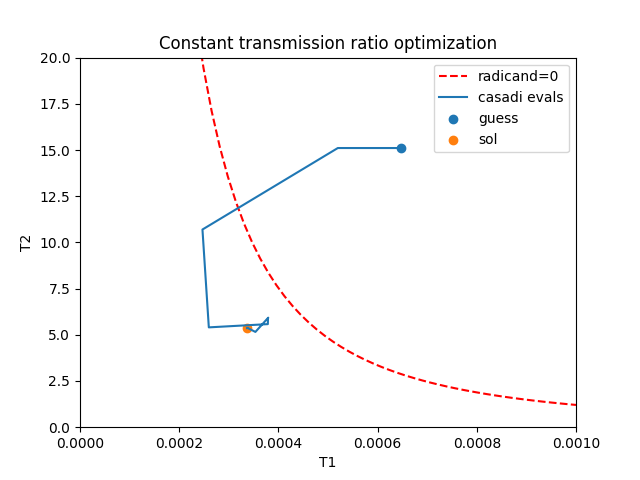 Constant transmission ratio optimization
radicand=0
casadi evals
guess
sol
20.0
17.5
15.0
12.5
10.0
7.5
5.0
2.5
0.0
T2
0.0000 0.0002 0.0004 0.0006 0.0008 0.0010
T1